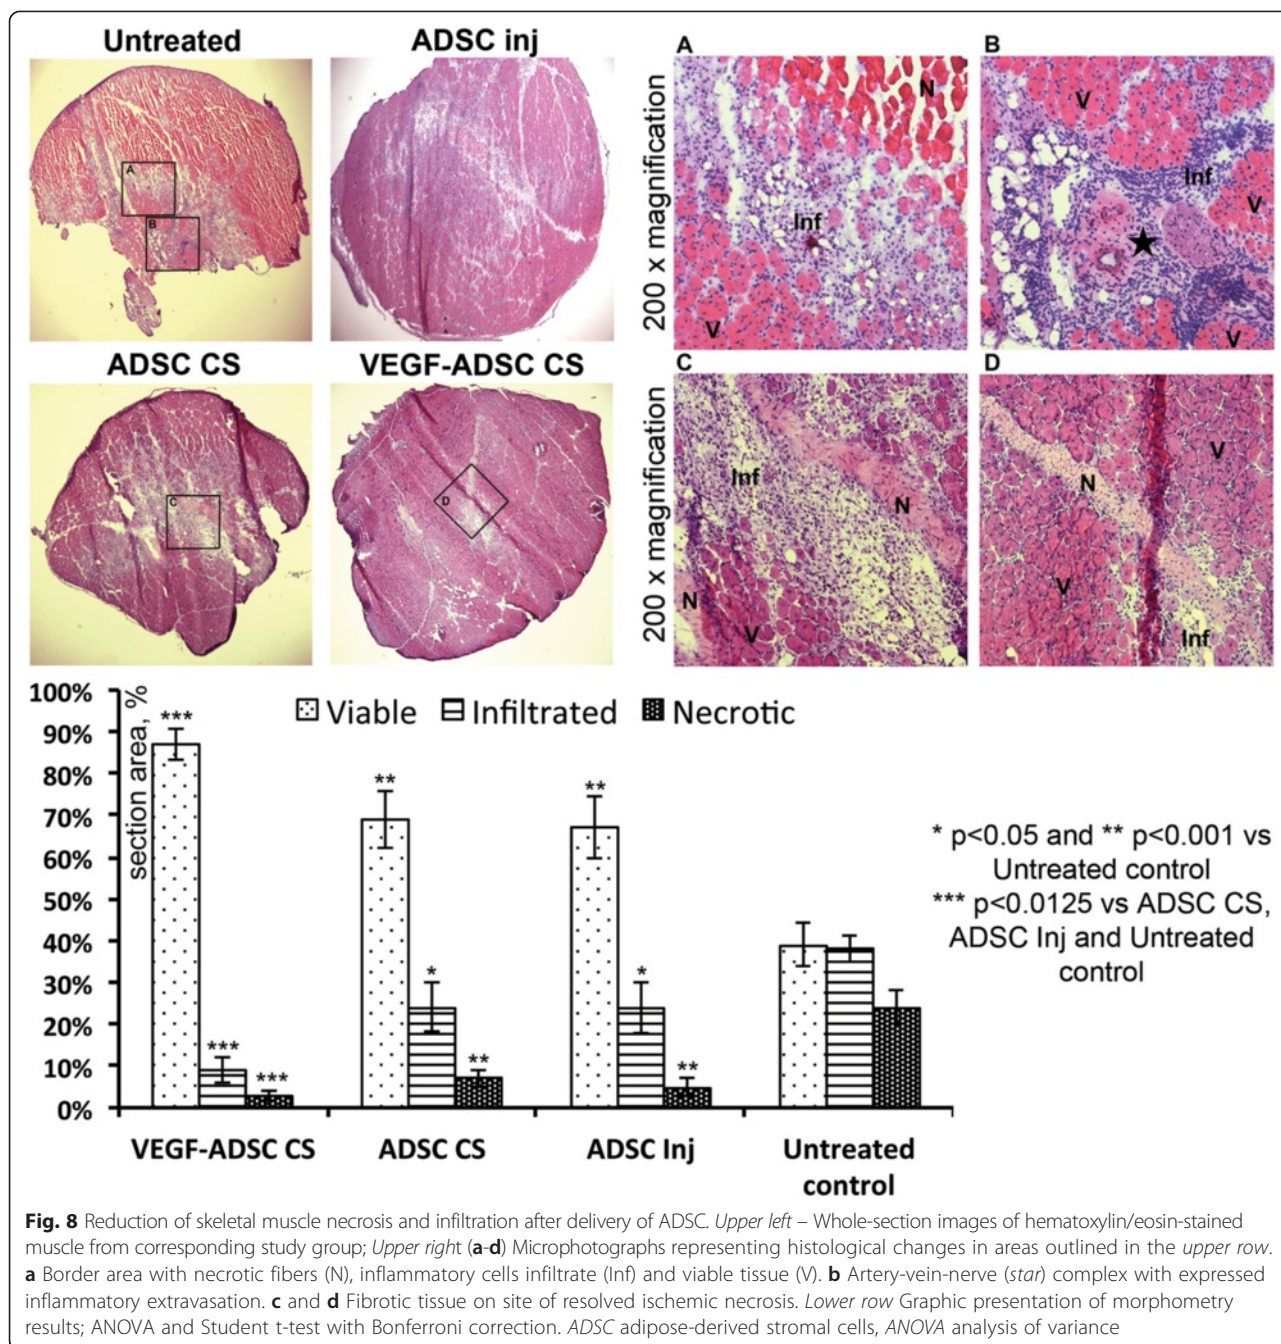 Untreated
ADSC inj
A
B
ADSC CS
VEGF-ADSC CS
C
D
200 x magnification
A
N
Inf
V
B
V
Inf
V
V
200 x magnification
C
Inf
N
N
V
D
V
N
V
Inf
100%
90%
80%
70%
60%
50%
40%
30%
20%
10%
0%
section area, %
Viable
Infiltrated
Necrotic
***
***
***
**
*
**
**
*
**
VEGF-ADSC CS
ADSC CS
ADSC Inj
Untreated
control
* p<0.05 and ** p<0.001 vs
Untreated control
*** p<0.0125 vs ADSC CS,
ADSC Inj and Untreated
control
Fig. 8 Reduction of skeletal muscle necrosis and infiltration after delivery of ADSC. Upper left – Whole-section images of hematoxylin/eosin-stained
muscle from corresponding study group; Upper right (a-d) Microphotographs representing histological changes in areas outlined in the upper row.
a Border area with necrotic fibers (N), inflammatory cells infiltrate (Inf) and viable tissue (V). b Artery-vein-nerve (star) complex with expressed
inflammatory extravasation. c and d Fibrotic tissue on site of resolved ischemic necrosis. Lower row Graphic presentation of morphometry
results; ANOVA and Student t-test with Bonferroni correction. ADSC adipose-derived stromal cells, ANOVA analysis of variance